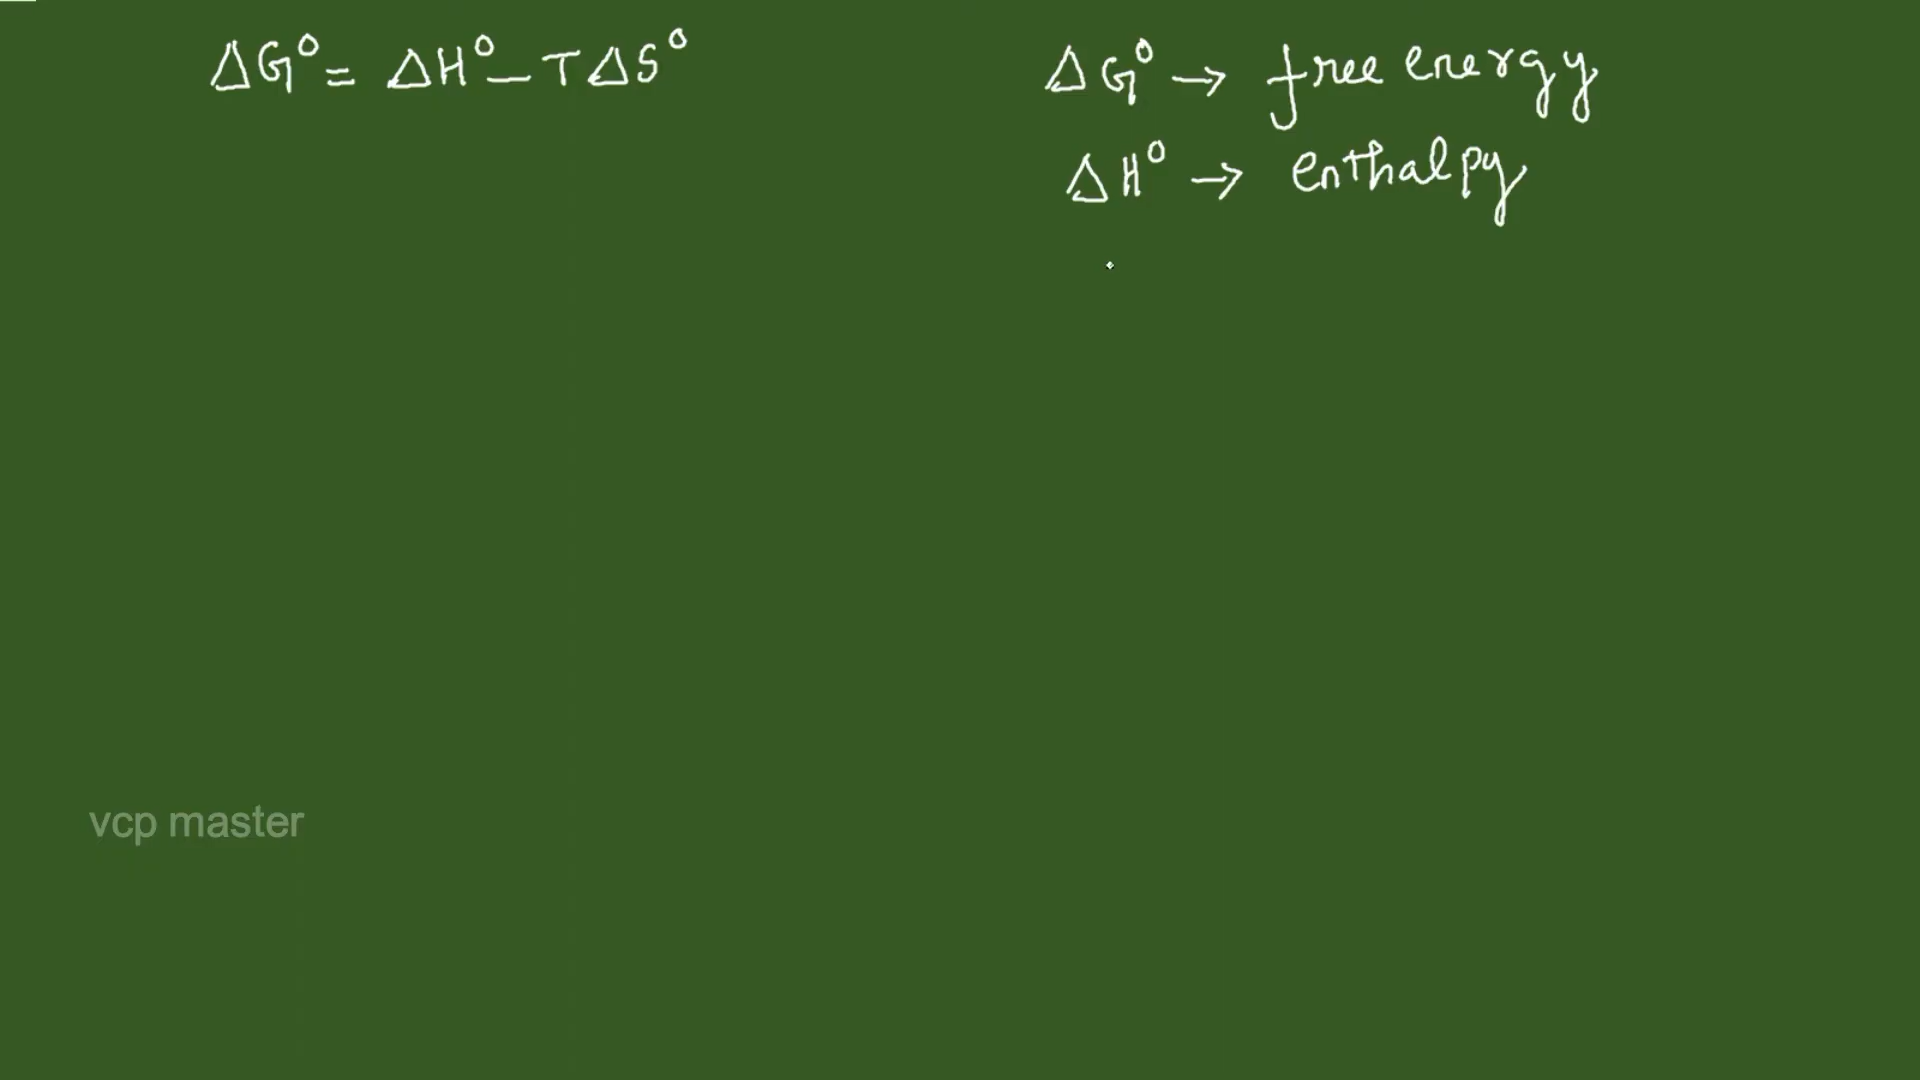 ΔG° = ΔH° – TΔS°
ΔG° → free energy
ΔH° → enthalpy
vcp master